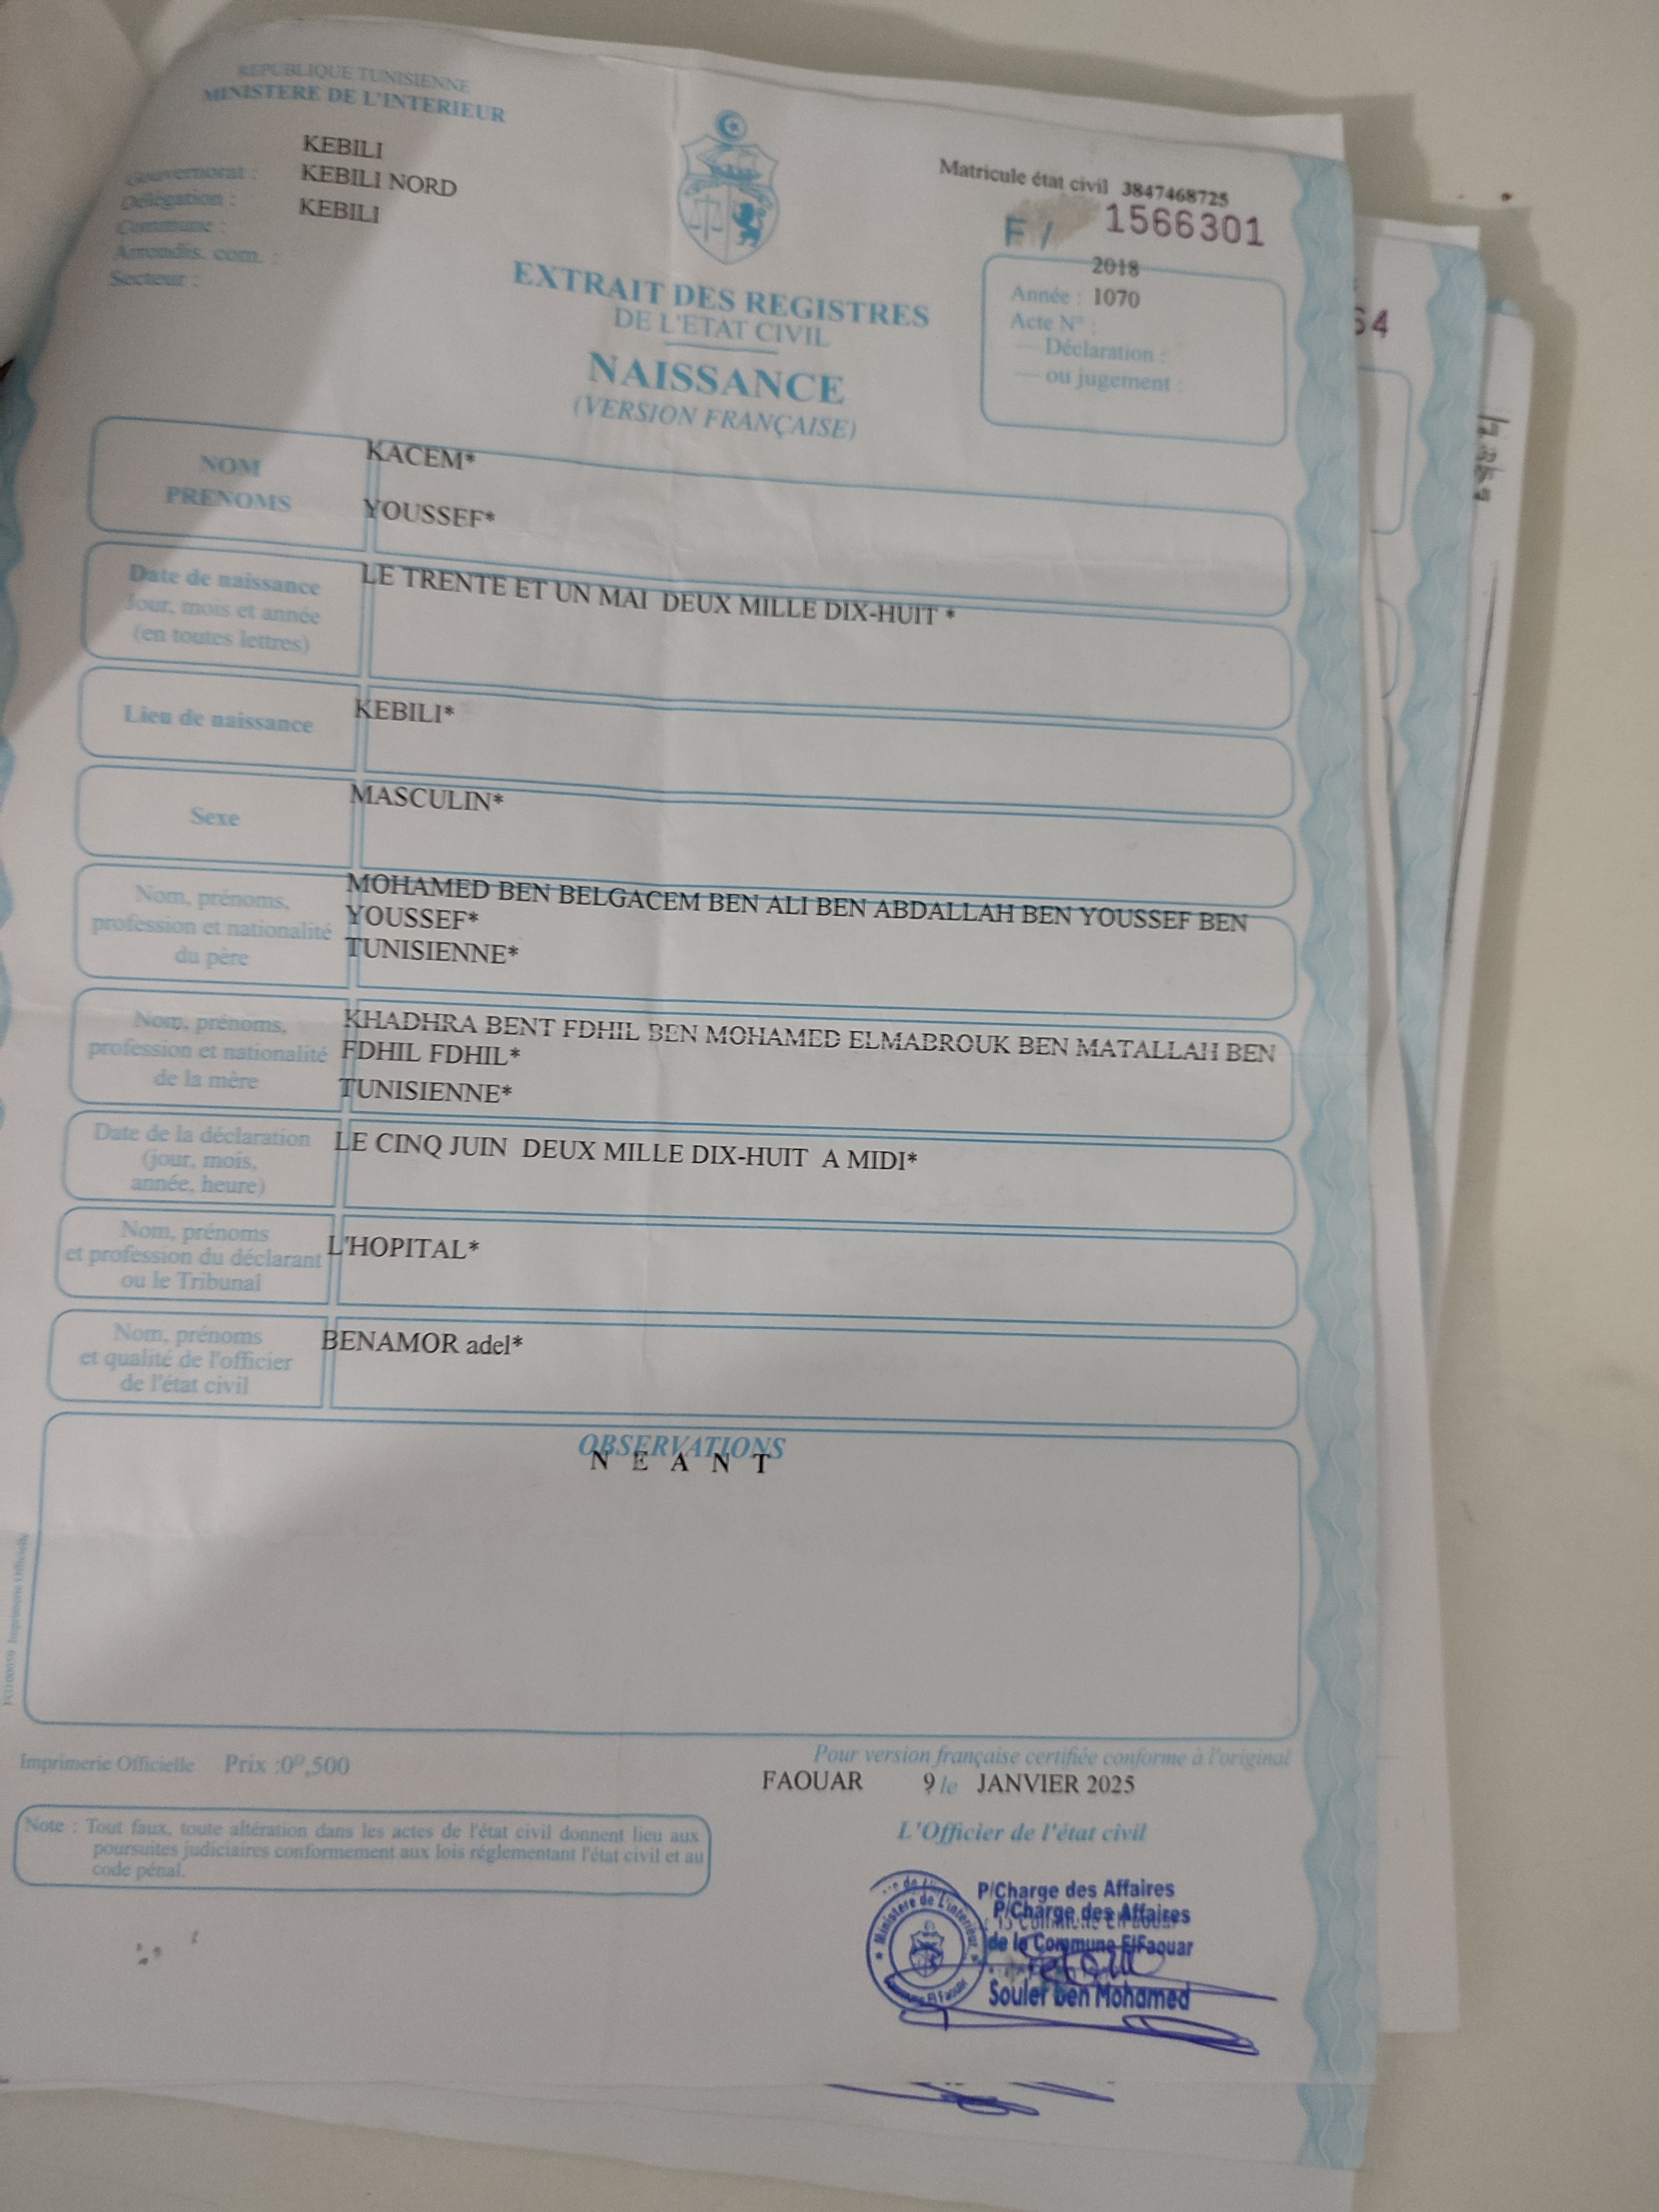 REPUBLIQUE TUNISIENNE
MINISTERE DE L'INTERIEUR
KEBILI
Gouvernorat : KEBILI NORD
Délégation : KEBILI
Commune :
Arrondis. com. :
Secteur :
Matricule état civil 3847468725
F / 1566301
2018
Année : 1070
Acte N° :
— Déclaration :
— ou jugement :
EXTRAIT DES REGISTRES
DE L'ETAT CIVIL
NAISSANCE
(VERSION FRANÇAISE)
64
NOM KACEM*
PRENOMS YOUSSEF*
Date de naissance
Jour, mois et année
(en toutes lettres)
LE TRENTE ET UN MAI DEUX MILLE DIX-HUIT *
Lieu de naissance KEBILI*
Sexe MASCULIN*
Nom, prénoms,
profession et nationalité
du père
MOHAMED BEN BELGACEM BEN ALI BEN ABDALLAH BEN YOUSSEF BEN
YOUSSEF*
TUNISIENNE*
Nom, prénoms,
profession et nationalité
de la mère
KHADHRA BENT FDHIL BEN MOHAMED ELMABROUK BEN MATALLAH BEN
FDHIL FDHIL*
TUNISIENNE*
Date de la déclaration
(jour, mois,
année, heure)
LE CINQ JUIN DEUX MILLE DIX-HUIT A MIDI*
Nom, prénoms
et profession du déclarant
ou le Tribunal
L'HOPITAL*
Nom, prénoms
et qualité de l'officier
de l'état civil
BENAMOR adel*
OBSERVATIONS
N E A N T
Imprimerie Officielle Prix :0D,500
Pour version française certifiée conforme à l'original
FAOUAR 9 le JANVIER 2025
L'Officier de l'état civil
Note : Tout faux, toute altération dans les actes de l'état civil donnent lieu aux
poursuites judiciaires conformement aux lois réglementant l'état civil et au
code pénal.
P/Charge des Affaires
P/Charge des Affaires
de la Commune ElFaouar
Soulef Ben Mohamed
Ministère de L'intérieur
Commune El Faouar